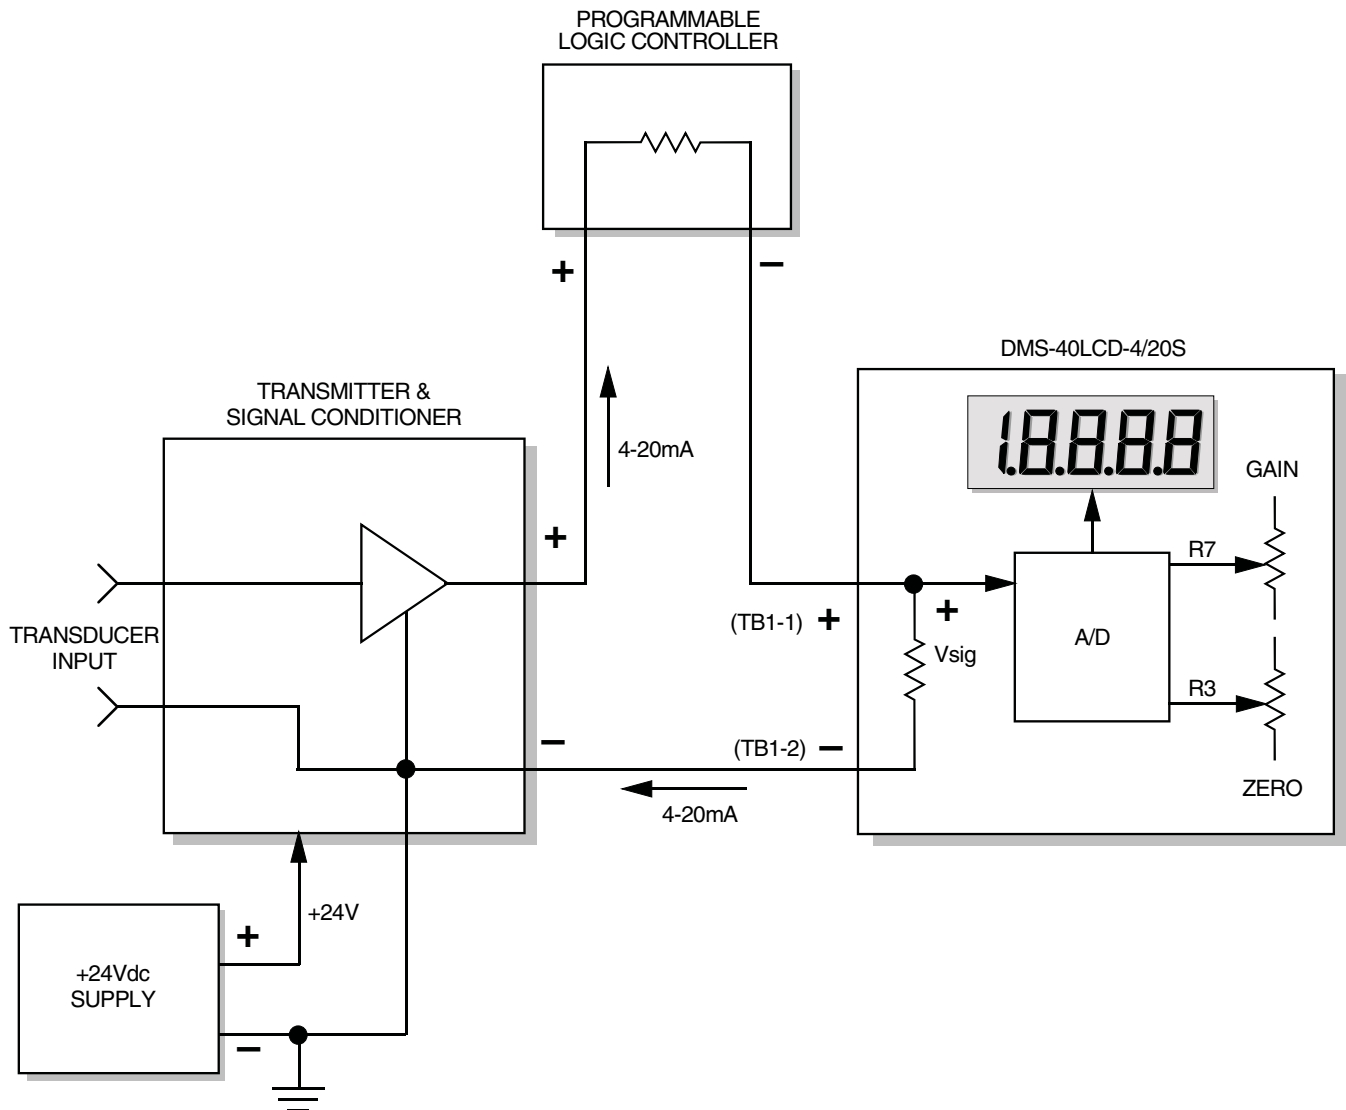 PROGRAMMABLE
LOGIC CONTROLLER
+
−
DMS-40LCD-4/20S
1.8.8.8.8
GAIN
TRANSMITTER &
SIGNAL CONDITIONER
4-20mA
+
R7
TRANSDUCER
INPUT
(TB1-1) +
+
Vsig
A/D
R3
−
(TB1-2) −
ZERO
4-20mA
+24V
+
+24Vdc
SUPPLY
−